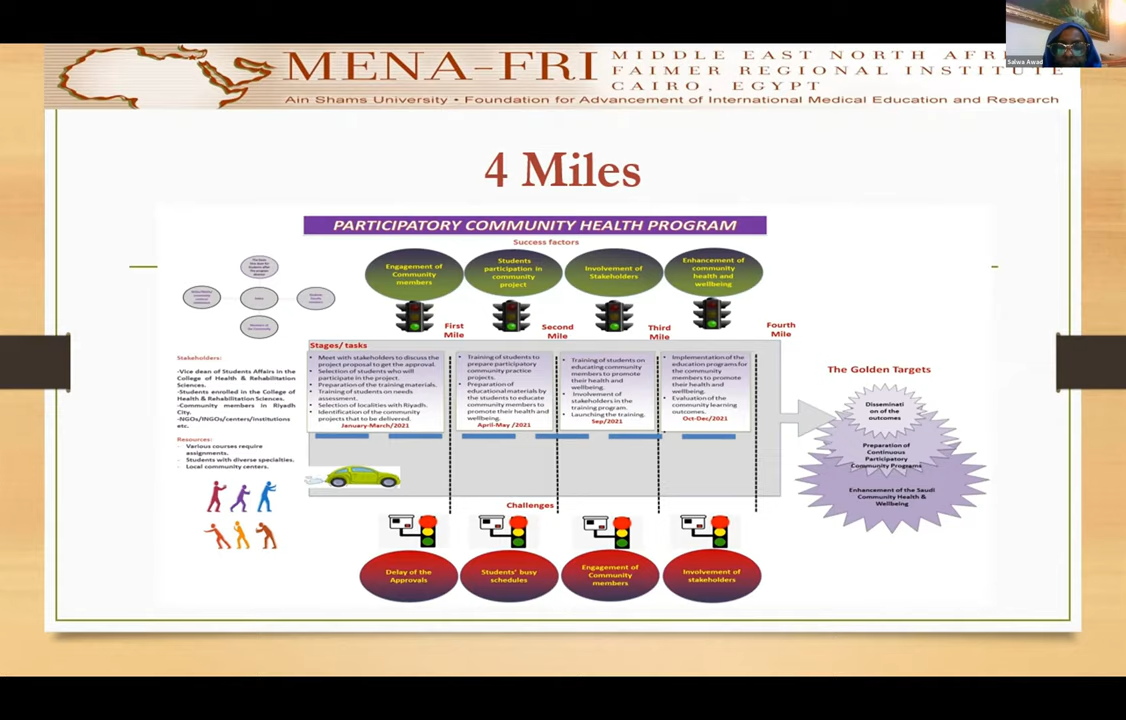 Salwa Awad
MENA-FRI
MIDDLE EAST NORTH AFRI
FAIMER REGIONAL INSTITUTE
CAIRO, EGYPT
Ain Shams University • Foundation for Advancement of International Medical Education and Research
4 Miles
PARTICIPATORY COMMUNITY HEALTH PROGRAM
Success factors
Engagement of
Community
members
Students
participation in
community
project
Involvement of
Stakeholders
Enhancement of
community
health and
wellbeing
First
Mile
Second
Mile
Third
Mile
Fourth
Mile
Stakeholders:
-Vice dean of Students Affairs in the
College of Health & Rehabilitation
Sciences.
-Students enrolled in the College of
Health & Rehabilitation Sciences.
-Community members in Riyadh
City.
-NGOs/INGOs/centers/institutions
etc.
Resources:
- Various courses require
assignments.
- Students with diverse specialties.
- Local community centers.
Stages/ tasks
• Meet with stakeholders to discuss the
project proposal to get the approval.
• Selection of students who will
participate in the project.
• Preparation of the training materials.
• Training of students on needs
assessment.
• Selection of localities with Riyadh.
• Identification of the community
projects that to be delivered.
January-March/2021
• Training of students to
prepare participatory
community practice
projects.
• Preparation of
educational materials by
the students to educate
community members to
promote their health and
wellbeing.
April-May /2021
• Training of students on
educating community
members to promote
their health and
wellbeing.
• Involvement of
stakeholders in the
training program.
• Launching the training.
Sep/2021
• Implementation of the
education programs for
the community
members to promote
their health and
wellbeing.
• Evaluation of the
community learning
outcomes.
Oct-Dec/2021
The Golden Targets
Disseminati
on of the
outcomes
Preparation of
Continuous
Participatory
Community Programs
Enhancement of the Saudi
Community Health &
Wellbeing
Challenges
Delay of the
Approvals
Students' busy
schedules
Engagement of
Community
members
Involvement of
stakeholders